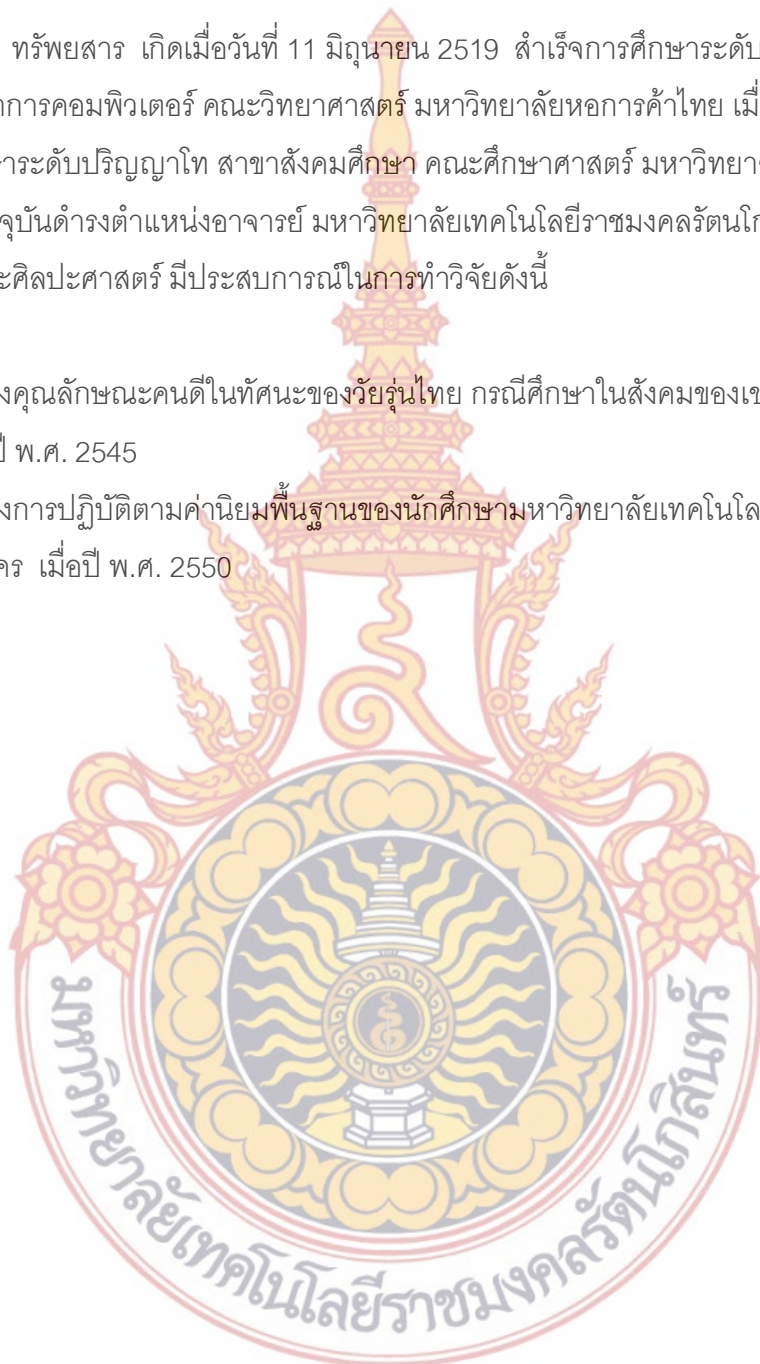 ทรัพยสาร เกิดเมื่อวันที่ 11 มิถุนายน 2519 สำเร็จการศึกษาระดับ
าการคอมพิวเตอร์ คณะวิทยาศาสตร์ มหาวิทยาลัยหอการค้าไทย เมื่
าระดับปริญญาโท สาขาสังคมศึกษา คณะศึกษาศาสตร์ มหาวิทยา
จุบันดำรงตำแหน่งอาจารย์ มหาวิทยาลัยเทคโนโลยีราชมงคลรัตนโก
ะศิลปะศาสตร์ มีประสบการณ์ในการทำวิจัยดังนี้
งคุณลักษณะคนดีในทัศนะของวัยรุ่นไทย กรณีศึกษาในสังคมของเข
ปี พ.ศ. 2545
งการปฏิบัติตามค่านิยมพื้นฐานของนักศึกษามหาวิทยาลัยเทคโนโล
คร เมื่อปี พ.ศ. 2550
มหาวิทยาลัยเทคโนโลยีราชมงคลรัตนโกสินทร์